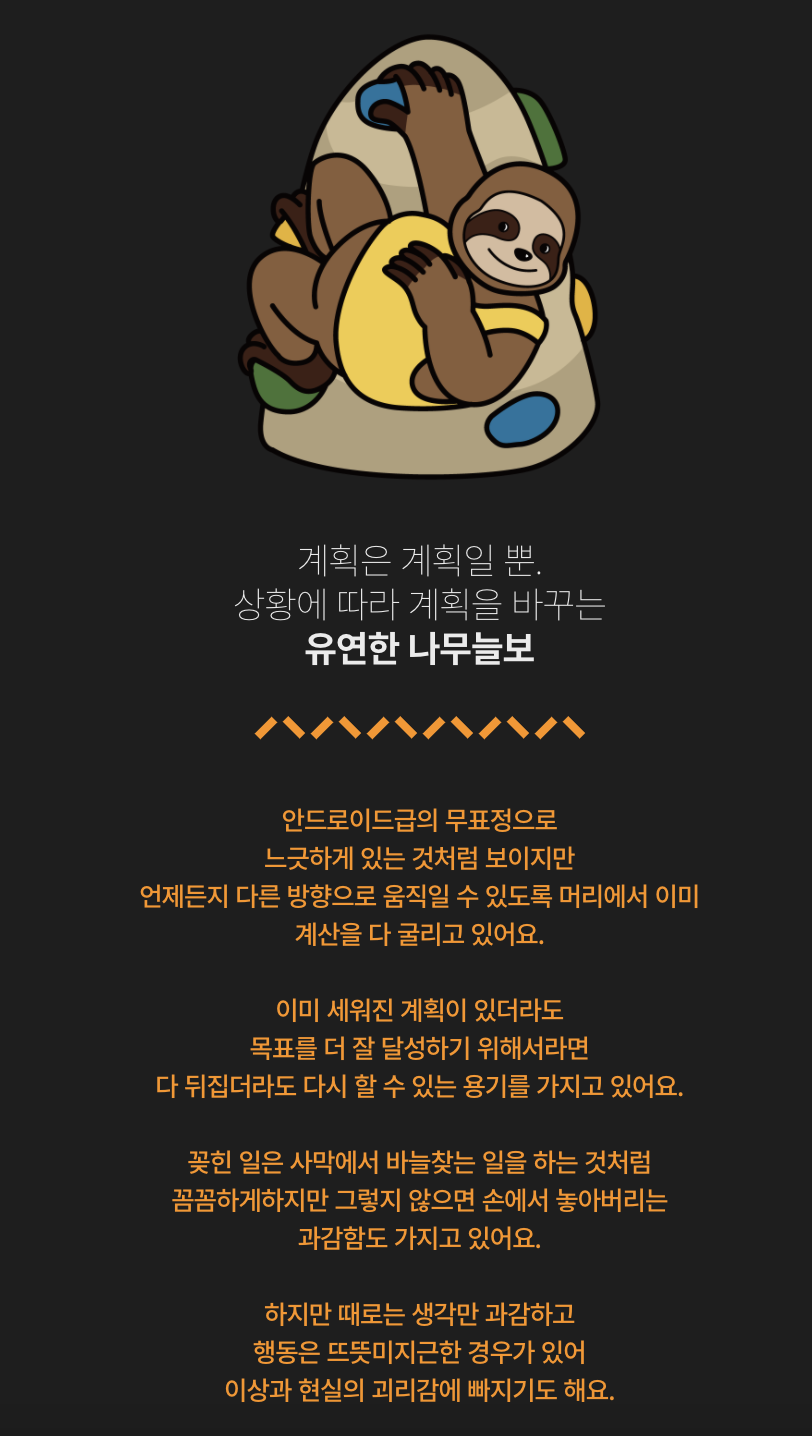 계획은 계획일 뿐.
상황에 따라 계획을 바꾸는
유연한 나무늘보
안드로이드급의 무표정으로
느긋하게 있는 것처럼 보이지만
언제든지 다른 방향으로 움직일 수 있도록 머리에서 이미
계산을 다 굴리고 있어요.
이미 세워진 계획이 있더라도
목표를 더 잘 달성하기 위해서라면
다 뒤집더라도 다시 할 수 있는 용기를 가지고 있어요.
꽂힌 일은 사막에서 바늘찾는 일을 하는 것처럼
꼼꼼하게하지만 그렇지 않으면 손에서 놓아버리는
과감함도 가지고 있어요.
하지만 때로는 생각만 과감하고
행동은 뜨뜻미지근한 경우가 있어
이상과 현실의 괴리감에 빠지기도 해요.